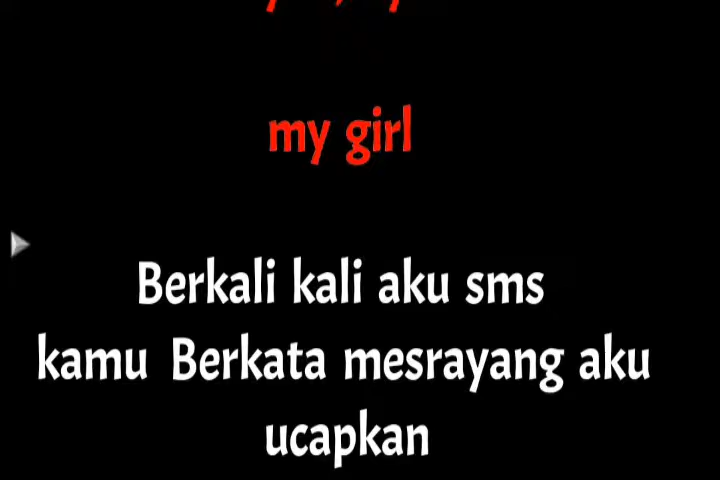 my girl
Berkali kali aku sms
kamu Berkata mesrayang aku
ucapkan